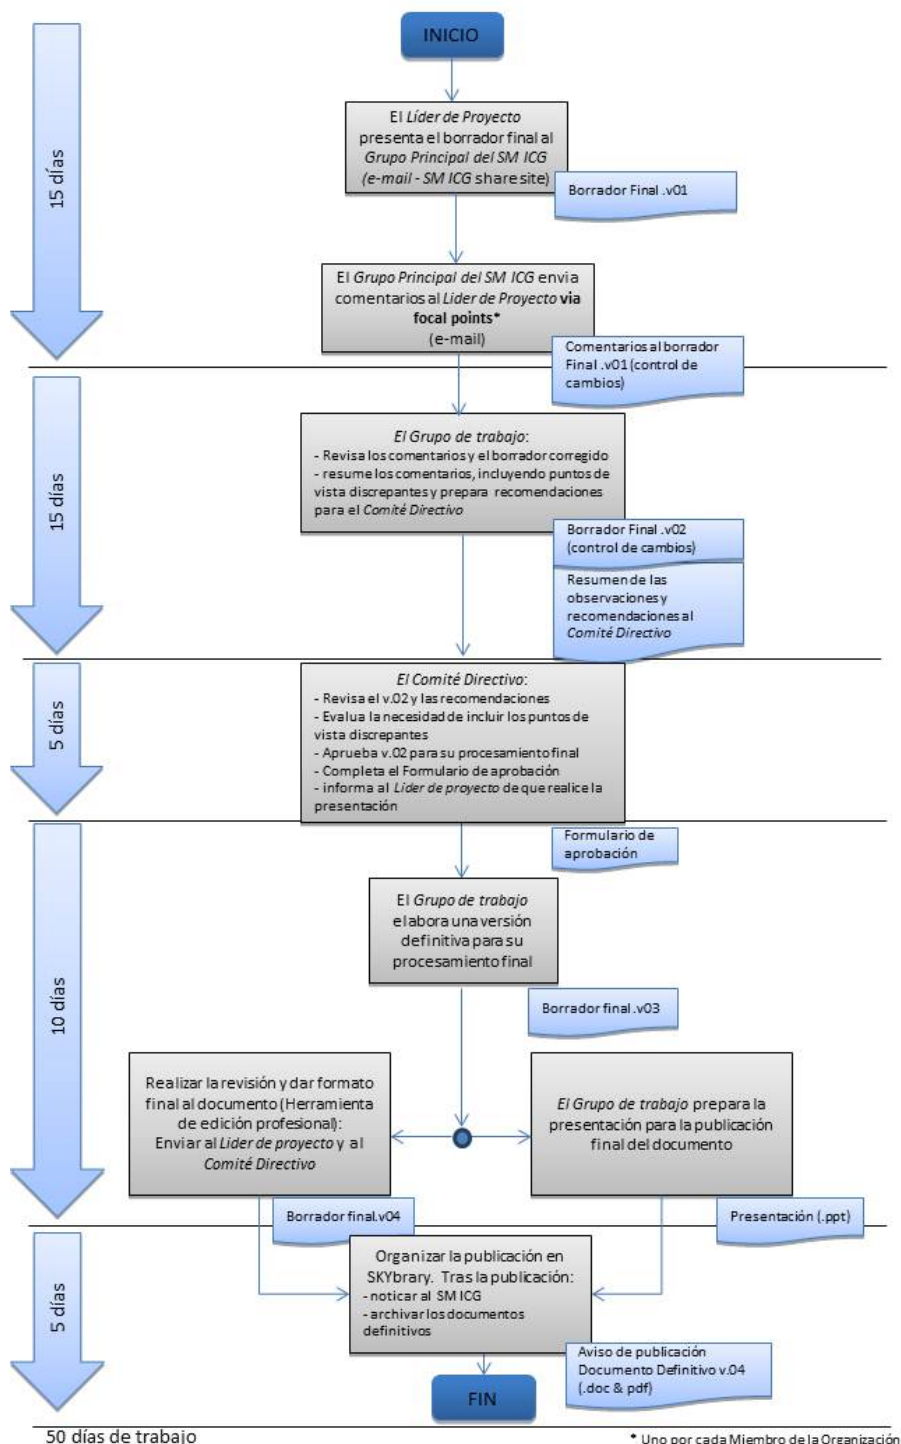 INICIO
15 días
El Líder de Proyecto
presenta el borrador final al
Grupo Principal del SM ICG
(e-mail - SM ICG share site)
Borrador Final .v01
El Grupo Principal del SM ICG envia
comentarios al Lider de Proyecto via
focal points*
(e-mail)
Comentarios al borrador
Final .v01 (control de
cambios)
15 días
El Grupo de trabajo:
- Revisa los comentarios y el borrador corregido
- resume los comentarios, incluyendo puntos de
vista discrepantes y prepara recomendaciones
para el Comité Directivo
Borrador Final .v02
(control de cambios)
Resumen de las
observaciones y
recomendaciones al
Comité Directivo
5 días
El Comité Directivo:
- Revisa el v.02 y las recomendaciones
- Evalua la necesidad de incluir los puntos de
vista discrepantes
- Aprueba v.02 para su procesamiento final
- Completa el Formulario de aprobación
- informa al Líder de proyecto de que realice la
presentación
Formulario de
aprobación
10 días
El Grupo de trabajo
elabora una versión
definitiva para su
procesamiento final
Borrador final .v03
Realizar la revisión y dar formato
final al documento (Herramienta
de edición profesional):
Enviar al Lider de proyecto y al
Comité Directivo
El Grupo de trabajo prepara la
presentación para la publicación
final del documento
Borrador final.v04
Presentación (.ppt)
5 días
Organizar la publicación en
SKYbrary. Tras la publicación:
- noticar al SM ICG
- archivar los documentos
definitivos
Aviso de publicación
Documento Definitivo v.04
(.doc & pdf)
FIN
50 días de trabajo
* Uno por cada Miembro de la Organización